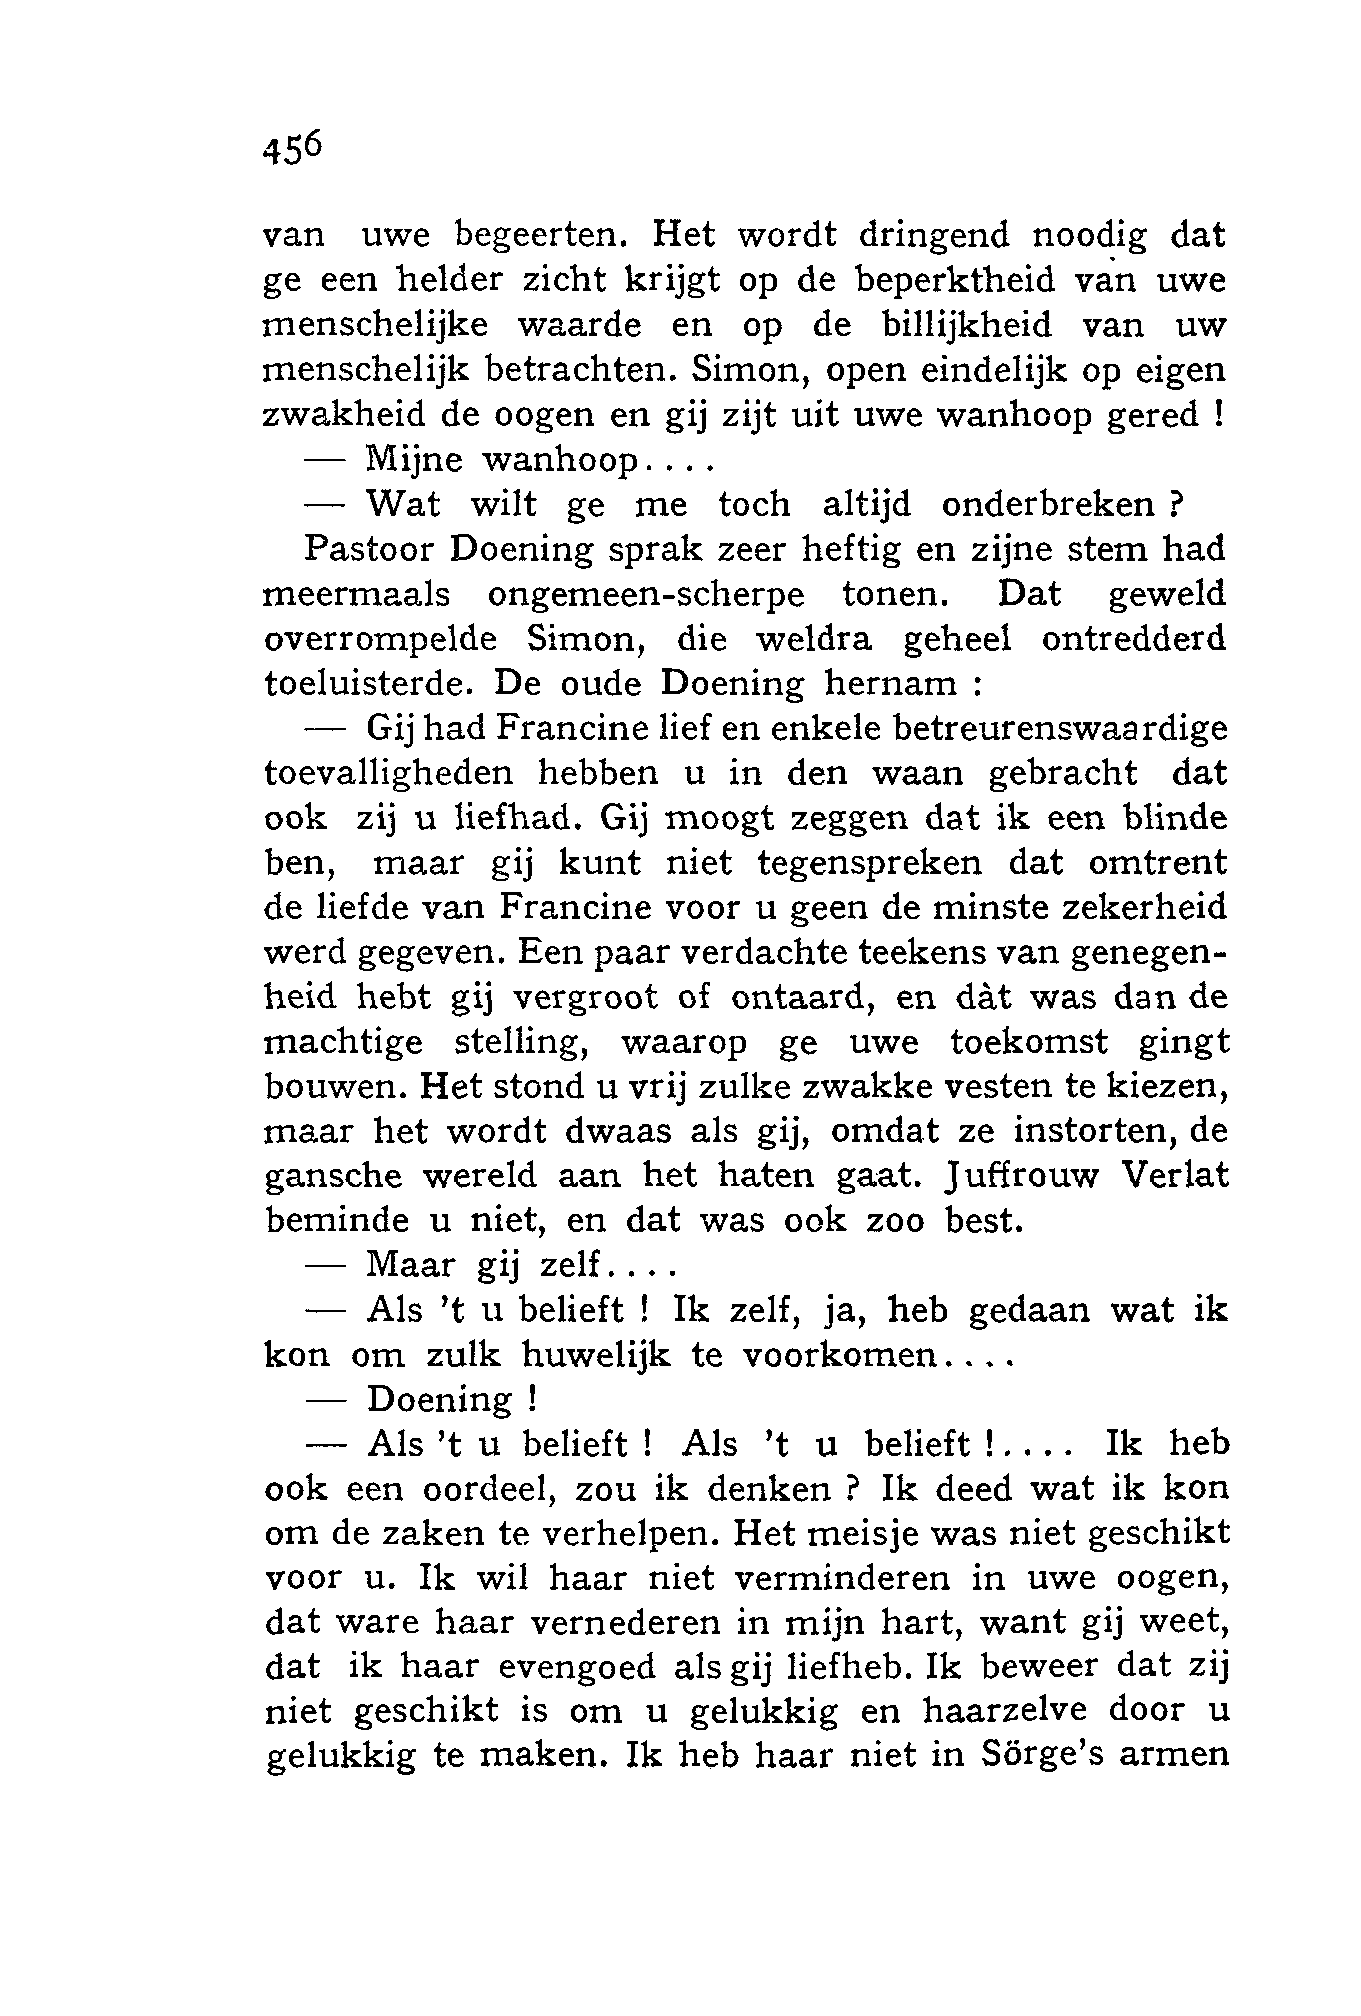 456
van uwe begeerten. Het wordt dringend noodig dat
ge een helder zicht krijgt op de beperktheid van uwe
menschelijke waarde en op de billijkheid van uw
menschelijk betrachten. Simon, open eindelijk op eigen
zwakheid de oogen en gij zijt uit uwe wanhoop gered !
— Mijne wanhoop....
— Wat wilt ge me toch altijd onderbreken ?
Pastoor Doening sprak zeer heftig en zijne stem had
meermaals ongemeen-scherpe tonen. Dat geweld
overrompelde Simon, die weldra geheel ontredderd
toeluisterde. De oude Doening hernam :
— Gij had Francine lief en enkele betreurenswaardige
toevalligheden hebben u in den waan gebracht dat
ook zij u liefhad. Gij moogt zeggen dat ik een blinde
ben, maar gij kunt niet tegenspreken dat omtrent
de liefde van Francine voor u geen de minste zekerheid
werd gegeven. Een paar verdachte teekens van genegen-
heid hebt gij vergroot of ontaard, en dàt was dan de
machtige stelling, waarop ge uwe toekomst gingt
bouwen. Het stond u vrij zulke zwakke vesten te kiezen,
maar het wordt dwaas als gij, omdat ze instorten, de
gansche wereld aan het haten gaat. Juffrouw Verlat
beminde u niet, en dat was ook zoo best.
— Maar gij zelf....
— Als 't u belieft ! Ik zelf, ja, heb gedaan wat ik
kon om zulk huwelijk te voorkomen....
— Doening !
— Als 't u belieft ! Als 't u belieft !.... Ik heb
ook een oordeel, zou ik denken ? Ik deed wat ik kon
om de zaken te verhelpen. Het meisje was niet geschikt
voor u. Ik wil haar niet verminderen in uwe oogen,
dat ware haar vernederen in mijn hart, want gij weet,
dat ik haar evengoed als gij liefheb. Ik beweer dat zij
niet geschikt is om u gelukkig en haarzelve door u
gelukkig te maken. Ik heb haar niet in Sörge's armen